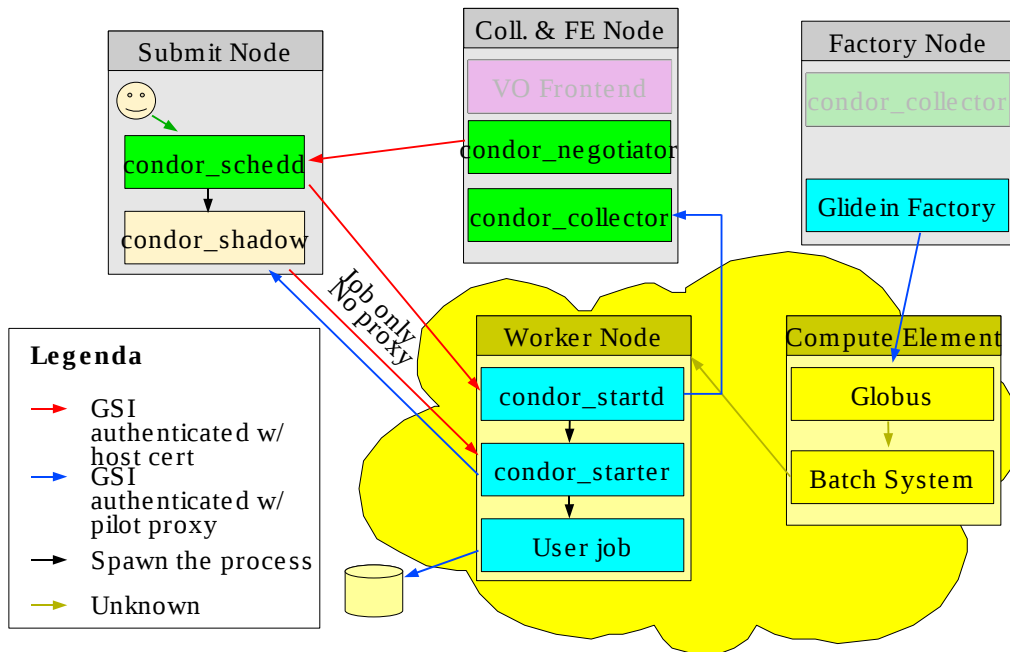 Submit Node
condor_schedd
condor_shadow
Coll. & FE Node
VO Frontend
condor_negotiator
condor_collector
Factory Node
condor_collector
Glidein Factory
Job only
No proxy
Worker Node
condor_startd
condor_starter
User job
Compute Element
Globus
Batch System
Legenda
GSI
authenticated w/
host cert
GSI
authenticated w/
pilot proxy
Spawn the process
Unknown